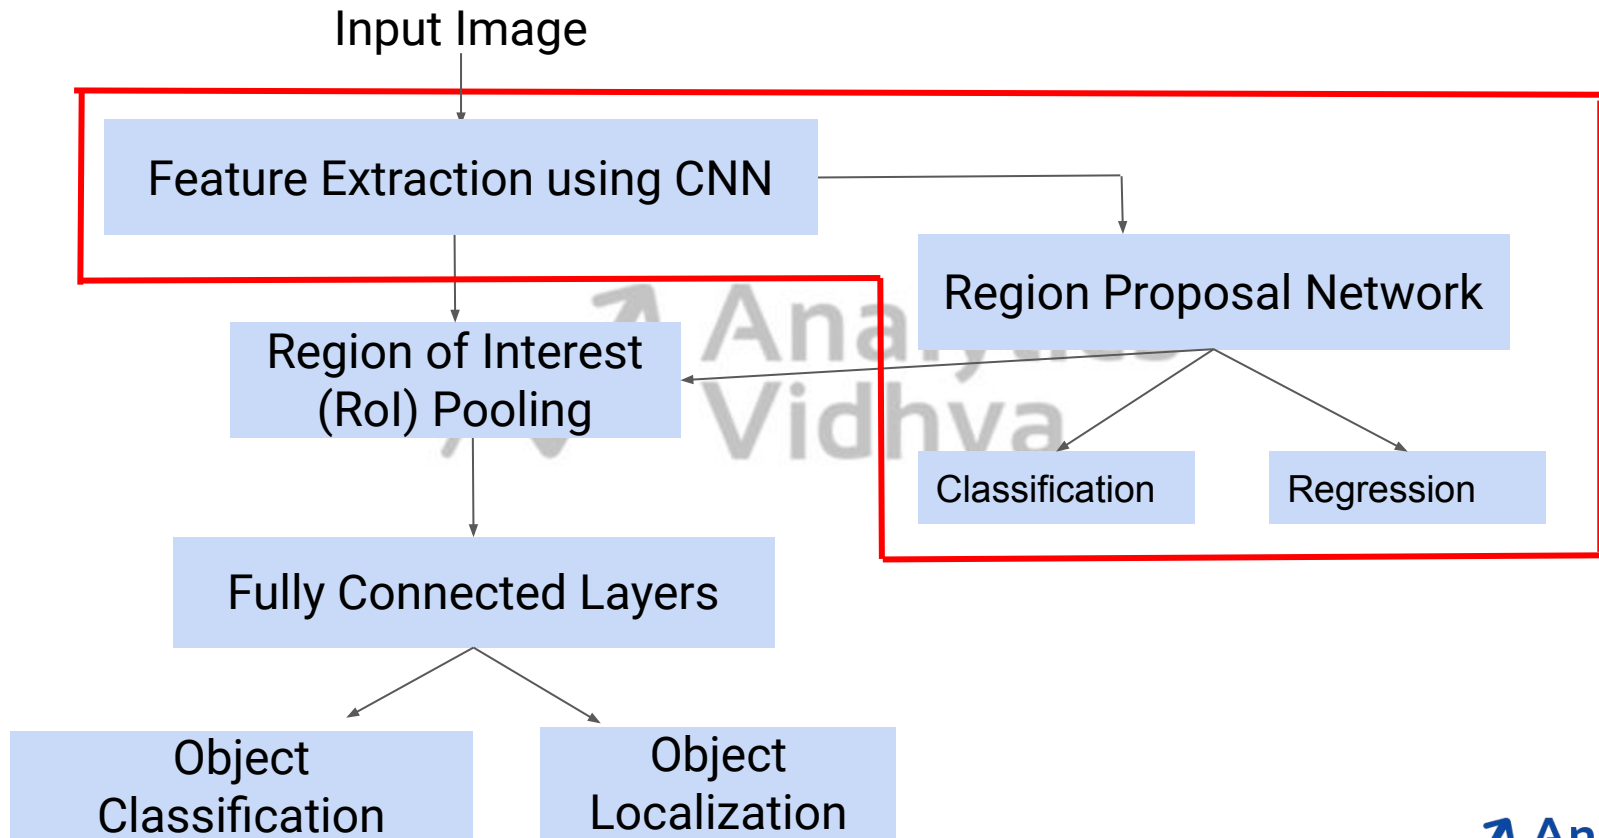 Input Image
Feature Extraction using CNN
Region Proposal Network
Region of Interest
(RoI) Pooling
Classification
Regression
Fully Connected Layers
Object
Classification
Object
Localization
Vidhya